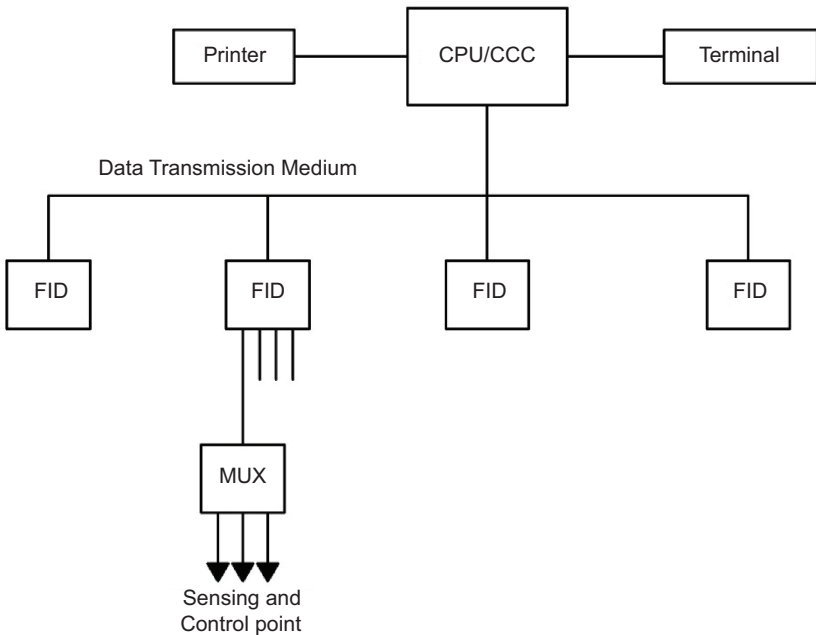 Printer
CPU/CCC
Terminal
Data Transmission Medium
FID
FID
FID
FID
MUX
Sensing and
Control point